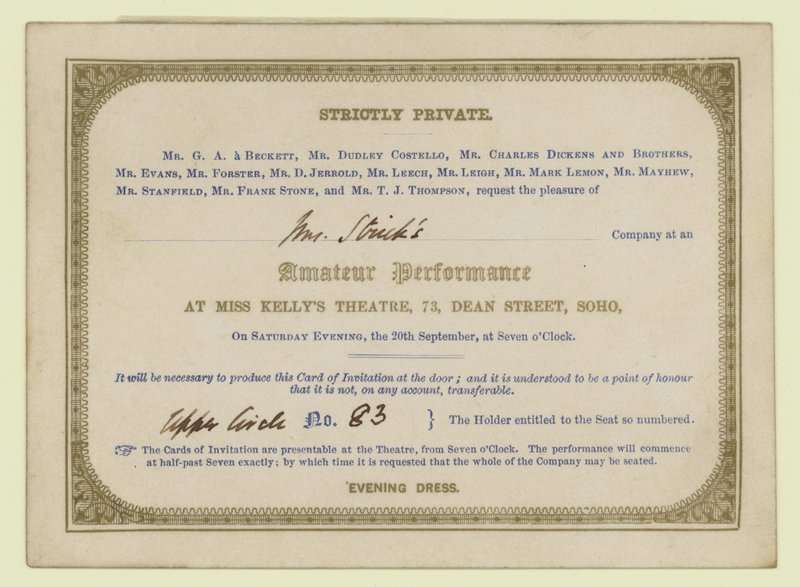 STRICTLY PRIVATE.
MR. G. A. à BECKETT, MR. DUDLEY COSTELLO, MR. CHARLES DICKENS AND BROTHERS,
MR. EVANS, MR. FORSTER, MR. D. JERROLD, MR. LEECH, MR. LEIGH, MR. MARK LEMON, MR. MAYHEW,
MR. STANFIELD, MR. FRANK STONE, and MR. T. J. THOMPSON, request the pleasure of
Company at an
Amateur Performance
AT MISS KELLY'S THEATRE, 73, DEAN STREET, SOHO,
On SATURDAY EVENING, the 20th September, at Seven o'Clock.
It will be necessary to produce this Card of Invitation at the door; and it is understood to be a point of honour
that it is not, on any account, transferable.
Upper Circle No. 83 } The Holder entitled to the Seat so numbered.
☞ The Cards of Invitation are presentable at the Theatre, from Seven o'Clock. The performance will commence
at half-past Seven exactly; by which time it is requested that the whole of the Company may be seated.
EVENING DRESS.